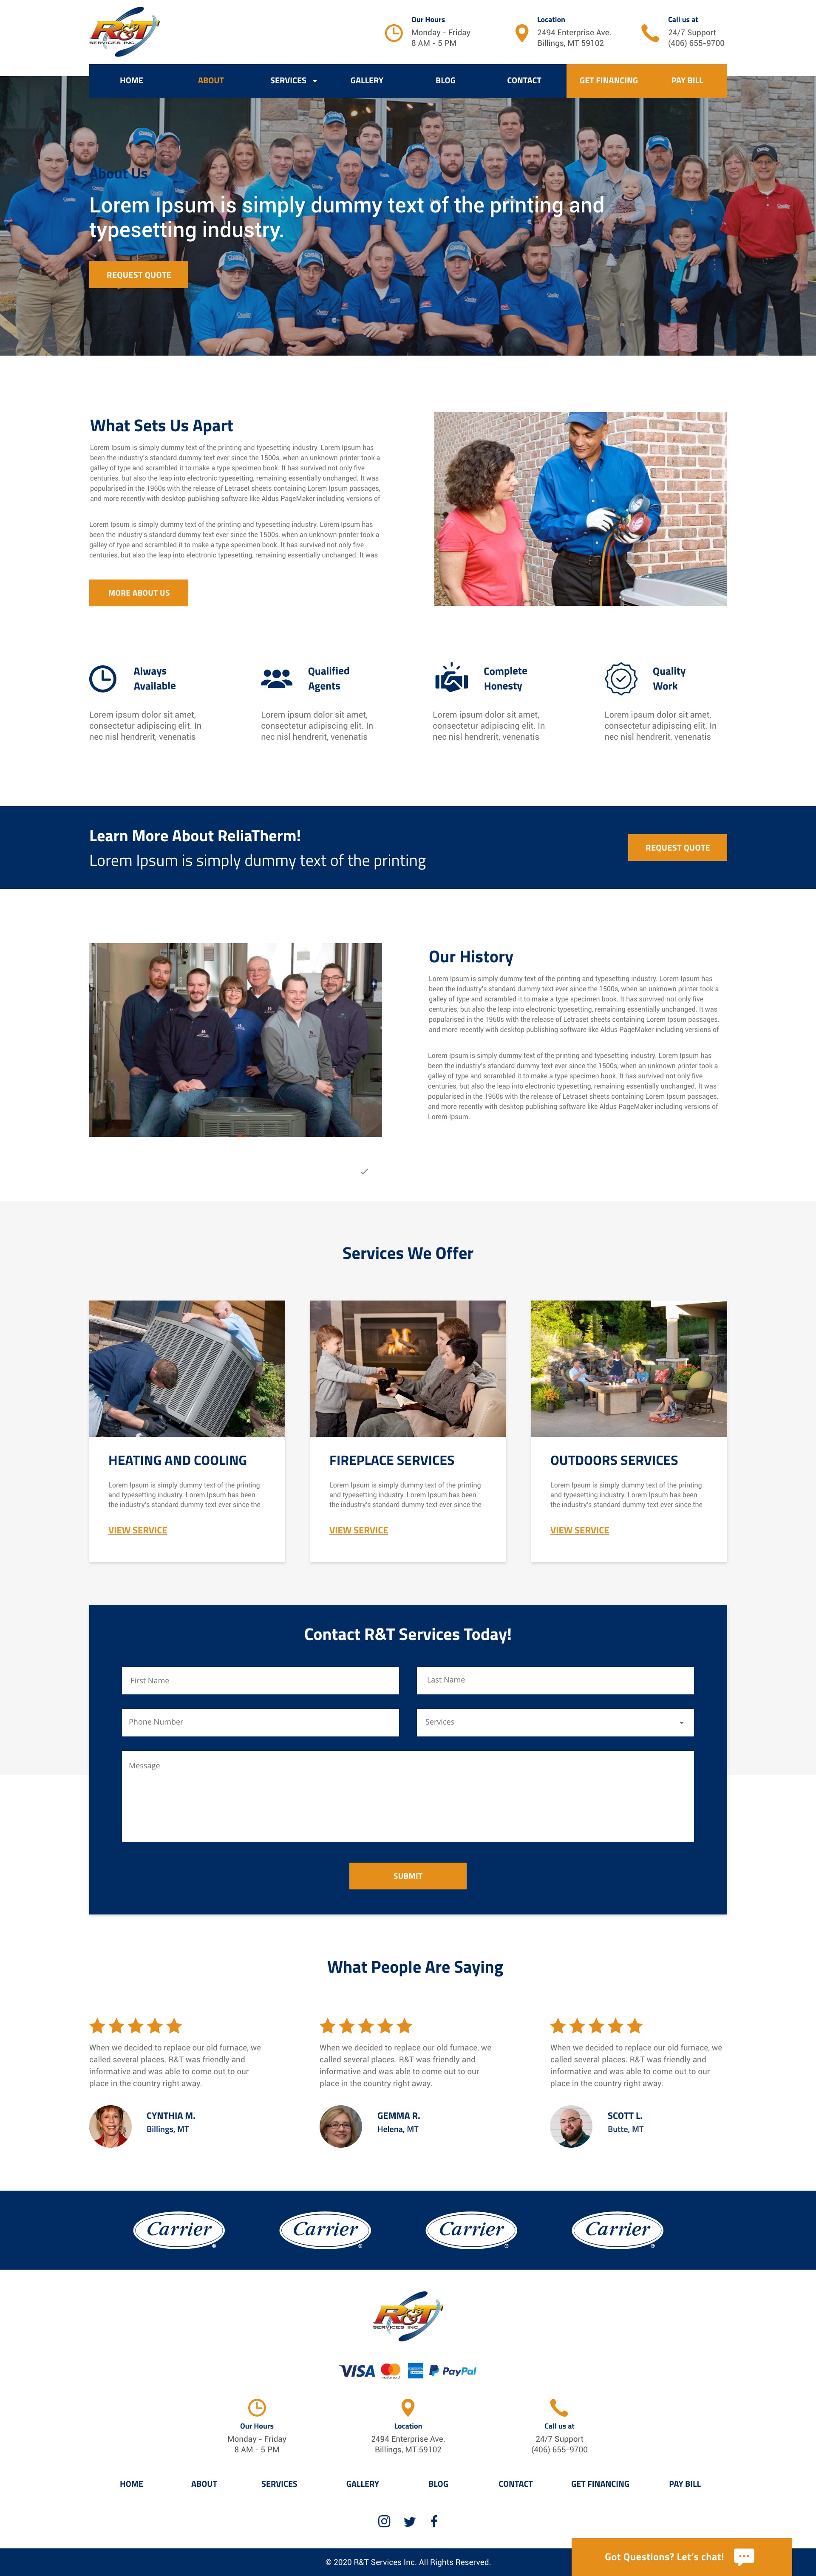 R&T
SERVICES INC.
Our Hours
Monday - Friday
8 AM - 5 PM
Location
2494 Enterprise Ave.
Billings, MT 59102
Call us at
24/7 Support
(406) 655-9700
HOME
ABOUT
SERVICES
GALLERY
BLOG
CONTACT
GET FINANCING
PAY BILL
About Us
Lorem Ipsum is simply dummy text of the printing and
typesetting industry.
REQUEST QUOTE
What Sets Us Apart
Lorem Ipsum is simply dummy text of the printing and typesetting industry. Lorem Ipsum has
been the industry's standard dummy text ever since the 1500s, when an unknown printer took a
galley of type and scrambled it to make a type specimen book. It has survived not only five
centuries, but also the leap into electronic typesetting, remaining essentially unchanged. It was
popularised in the 1960s with the release of Letraset sheets containing Lorem Ipsum passages,
and more recently with desktop publishing software like Aldus PageMaker including versions of
Lorem Ipsum is simply dummy text of the printing and typesetting industry. Lorem Ipsum has
been the industry's standard dummy text ever since the 1500s, when an unknown printer took a
galley of type and scrambled it to make a type specimen book. It has survived not only five
centuries, but also the leap into electronic typesetting, remaining essentially unchanged. It was
MORE ABOUT US
Always
Available
Lorem ipsum dolor sit amet,
consectetur adipiscing elit. In
nec nisl hendrerit, venenatis
Qualified
Agents
Lorem ipsum dolor sit amet,
consectetur adipiscing elit. In
nec nisl hendrerit, venenatis
Complete
Honesty
Lorem ipsum dolor sit amet,
consectetur adipiscing elit. In
nec nisl hendrerit, venenatis
Quality
Work
Lorem ipsum dolor sit amet,
consectetur adipiscing elit. In
nec nisl hendrerit, venenatis
Learn More About ReliaTherm!
Lorem Ipsum is simply dummy text of the printing
REQUEST QUOTE
Our History
Lorem Ipsum is simply dummy text of the printing and typesetting industry. Lorem Ipsum has
been the industry's standard dummy text ever since the 1500s, when an unknown printer took a
galley of type and scrambled it to make a type specimen book. It has survived not only five
centuries, but also the leap into electronic typesetting, remaining essentially unchanged. It was
popularised in the 1960s with the release of Letraset sheets containing Lorem Ipsum passages,
and more recently with desktop publishing software like Aldus PageMaker including versions of
Lorem Ipsum is simply dummy text of the printing and typesetting industry. Lorem Ipsum has
been the industry's standard dummy text ever since the 1500s, when an unknown printer took a
galley of type and scrambled it to make a type specimen book. It has survived not only five
centuries, but also the leap into electronic typesetting, remaining essentially unchanged. It was
popularised in the 1960s with the release of Letraset sheets containing Lorem Ipsum passages,
and more recently with desktop publishing software like Aldus PageMaker including versions of
Lorem Ipsum.
Services We Offer
HEATING AND COOLING
Lorem Ipsum is simply dummy text of the printing
and typesetting industry. Lorem Ipsum has been
the industry's standard dummy text ever since the
VIEW SERVICE
FIREPLACE SERVICES
Lorem Ipsum is simply dummy text of the printing
and typesetting industry. Lorem Ipsum has been
the industry's standard dummy text ever since the
VIEW SERVICE
OUTDOORS SERVICES
Lorem Ipsum is simply dummy text of the printing
and typesetting industry. Lorem Ipsum has been
the industry's standard dummy text ever since the
VIEW SERVICE
Contact R&T Services Today!
First Name
Last Name
Phone Number
Services
Message
SUBMIT
What People Are Saying
When we decided to replace our old furnace, we
called several places. R&T was friendly and
informative and was able to come out to our
place in the country right away.
CYNTHIA M.
Billings, MT
When we decided to replace our old furnace, we
called several places. R&T was friendly and
informative and was able to come out to our
place in the country right away.
GEMMA R.
Helena, MT
When we decided to replace our old furnace, we
called several places. R&T was friendly and
informative and was able to come out to our
place in the country right away.
SCOTT L.
Butte, MT
Carrier
Carrier
Carrier
Carrier
R&T
SERVICES INC.
VISA
PayPal
Our Hours
Monday - Friday
8 AM - 5 PM
Location
2494 Enterprise Ave.
Billings, MT 59102
Call us at
24/7 Support
(406) 655-9700
HOME
ABOUT
SERVICES
GALLERY
BLOG
CONTACT
GET FINANCING
PAY BILL
© 2020 R&T Services Inc. All Rights Reserved.
Got Questions? Let's chat!